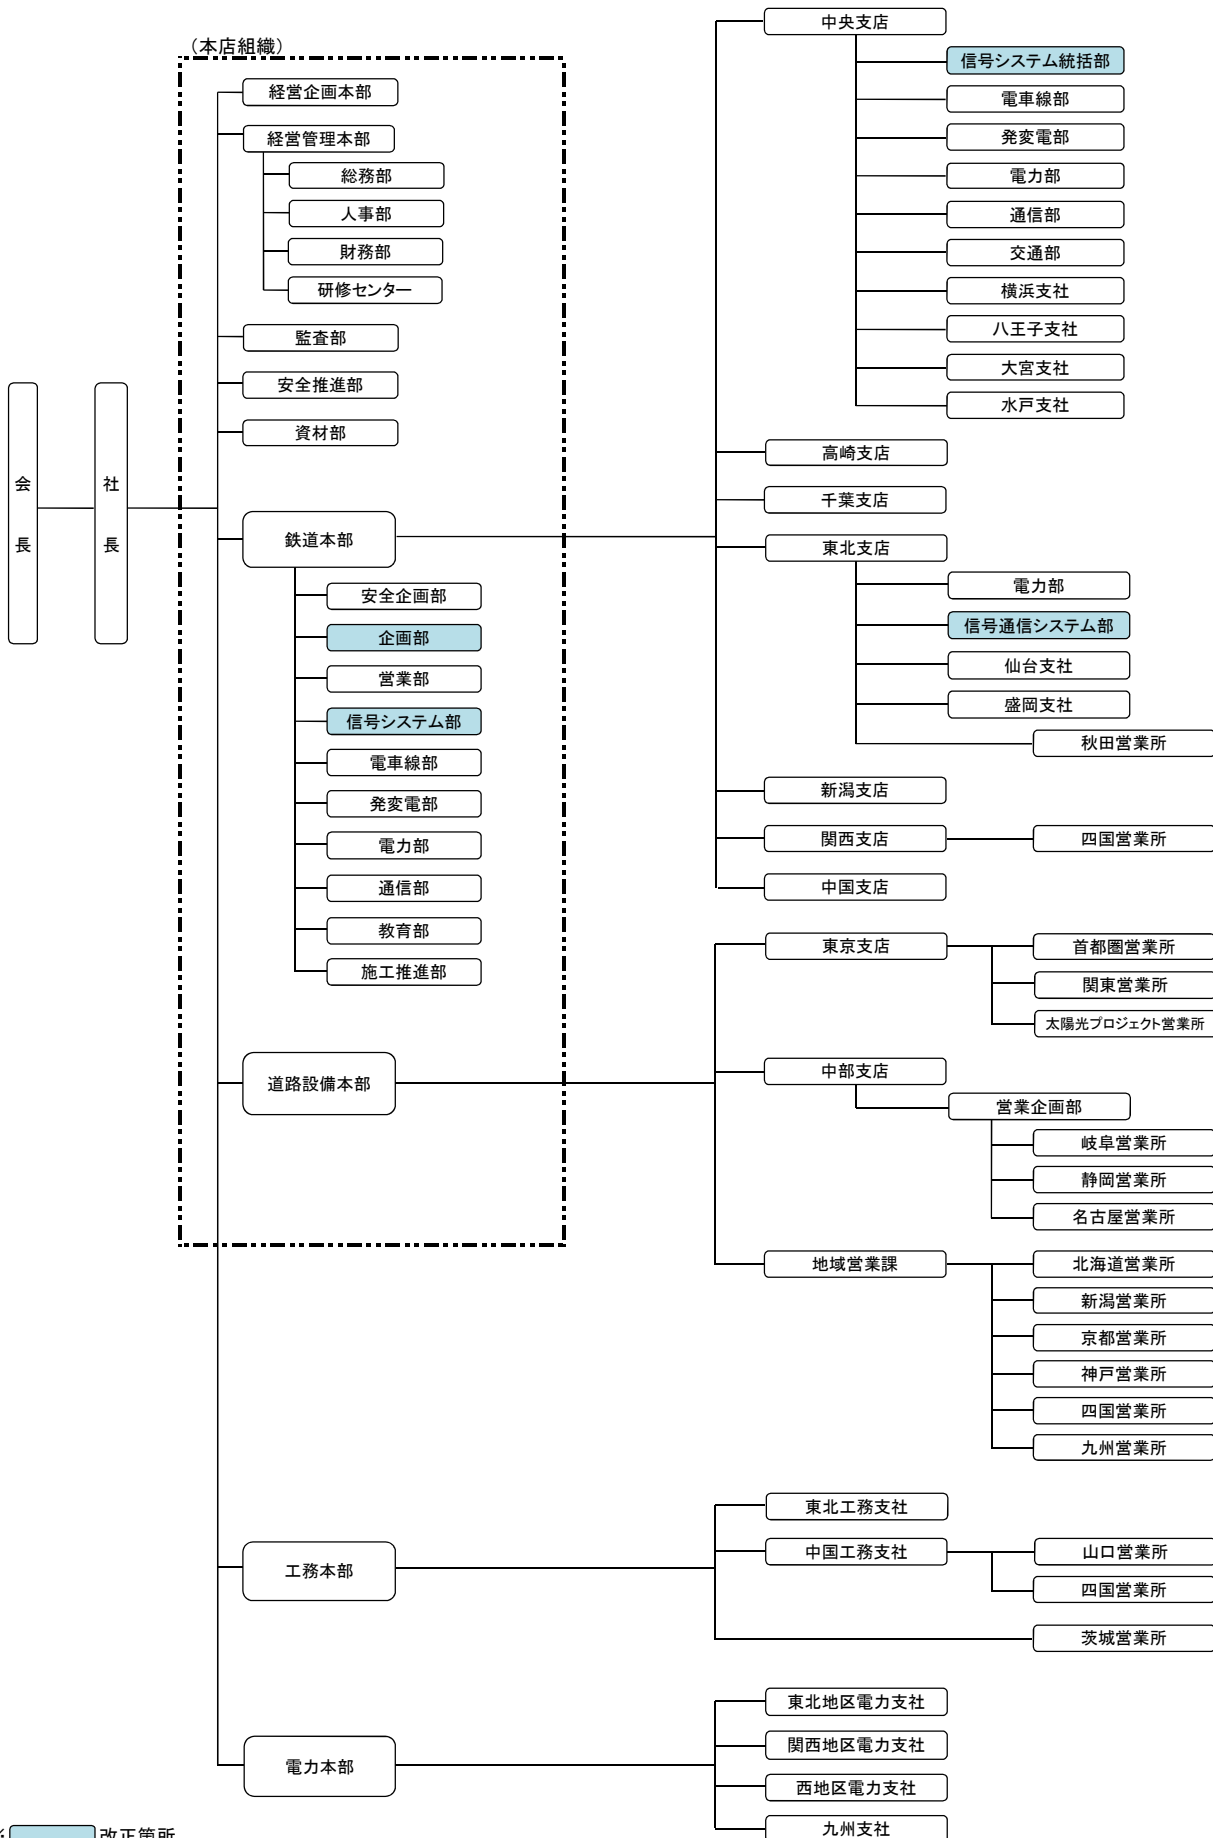 (本店組織)
会長
社長
経営企画本部
経営管理本部
総務部
人事部
財務部
研修センター
監査部
安全推進部
資材部
鉄道本部
安全企画部
企画部
営業部
信号システム部
電車線部
発変電部
電力部
通信部
教育部
施工推進部
中央支店
信号システム統括部
電車線部
発変電部
電力部
通信部
交通部
横浜支社
八王子支社
大宮支社
水戸支社
高崎支店
千葉支店
東北支店
電力部
信号通信システム部
仙台支社
盛岡支社
秋田営業所
新潟支店
関西支店
四国営業所
中国支店
道路設備本部
東京支店
首都圏営業所
関東営業所
太陽光プロジェクト営業所
中部支店
営業企画部
岐阜営業所
静岡営業所
名古屋営業所
地域営業課
北海道営業所
新潟営業所
京都営業所
神戸営業所
四国営業所
九州営業所
工務本部
東北工務支社
中国工務支社
山口営業所
四国営業所
茨城営業所
電力本部
東北地区電力支社
関西地区電力支社
西地区電力支社
九州支社
改正箇所